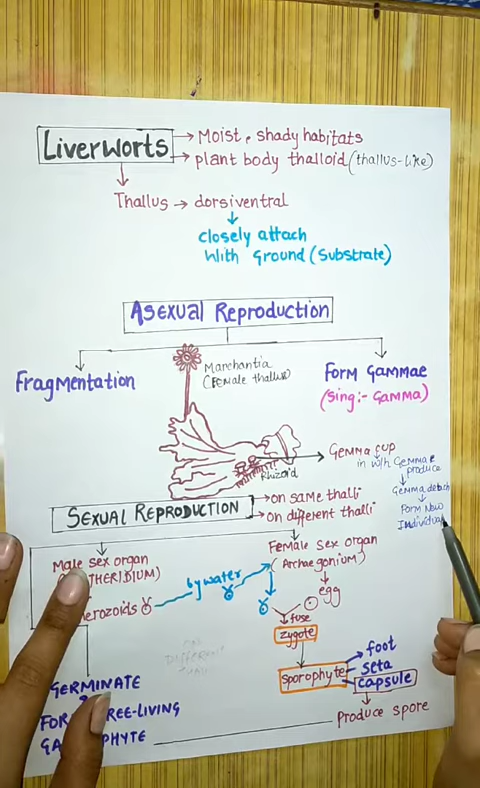 Liverworts
→ Moist, shady habitats
→ plant body thalloid (thallus-like)
Thallus → dorsiventral
closely attach
With Ground (Substrate)
Asexual Reproduction
Fragmentation
Marchantia
(Female thallus)
Form Gammae
(Sing:- Gamma)
Gemma cup
in w/h Gemmae
produce
Gemma detach
Form New
Individual
Rhizoid
Sexual Reproduction
→ on same thalli
→ on different thalli
Male sex organ
Female sex organ
(Archaegonium)
by water
egg
fuse
zygote
sporophyte
foot
seta
capsule
Produce spore
GERMINATE